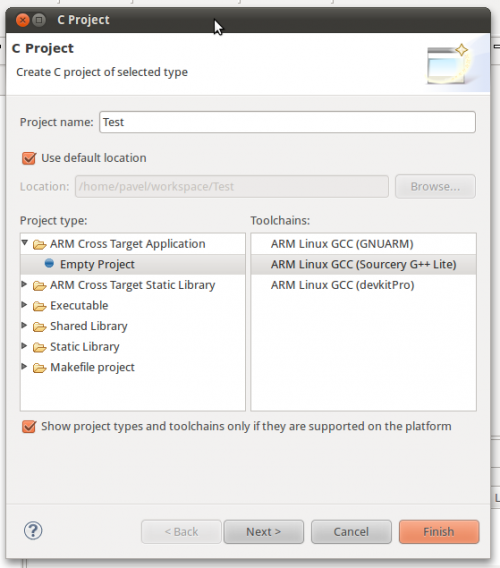 C Project
C Project
Create C project of selected type
Project name: Test
Use default location
Location: /home/pavel/workspace/Test Browse...
Project type: Toolchains:
ARM Cross Target Application ARM Linux GCC (GNUARM)
Empty Project ARM Linux GCC (Sourcery G++ Lite)
ARM Cross Target Static Library ARM Linux GCC (devkitPro)
Executable
Shared Library
Static Library
Makefile project
Show project types and toolchains only if they are supported on the platform
? < Back Next > Cancel Finish